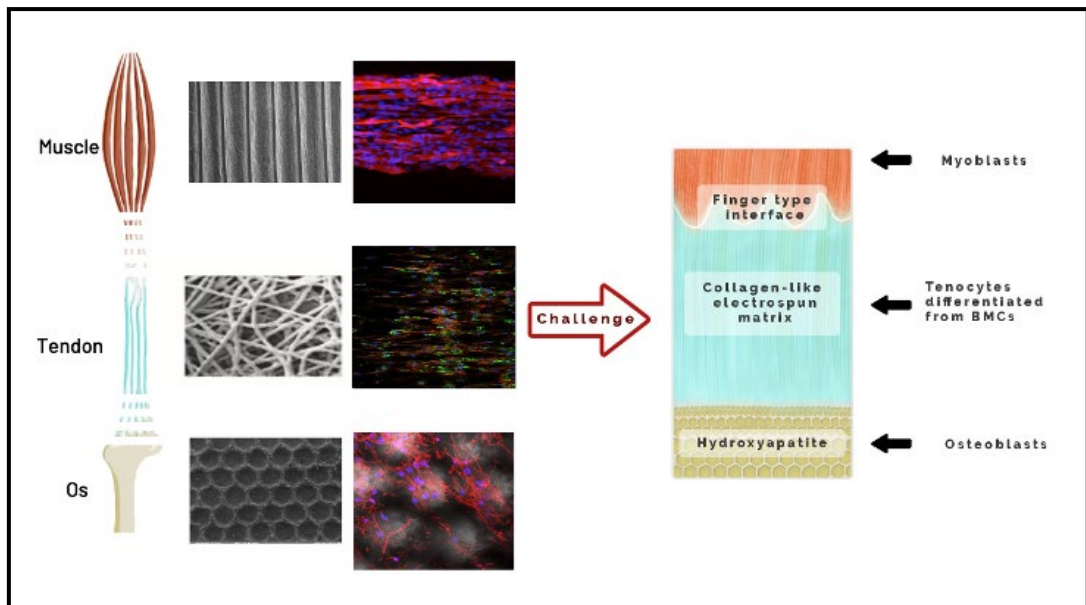 Muscle
Tendon
Os
Challenge
Finger type
interface
Collagen-like
electrospun
matrix
Hydroxyapatite
Myoblasts
Tenocytes
differentiated
from BMCs
Osteoblasts